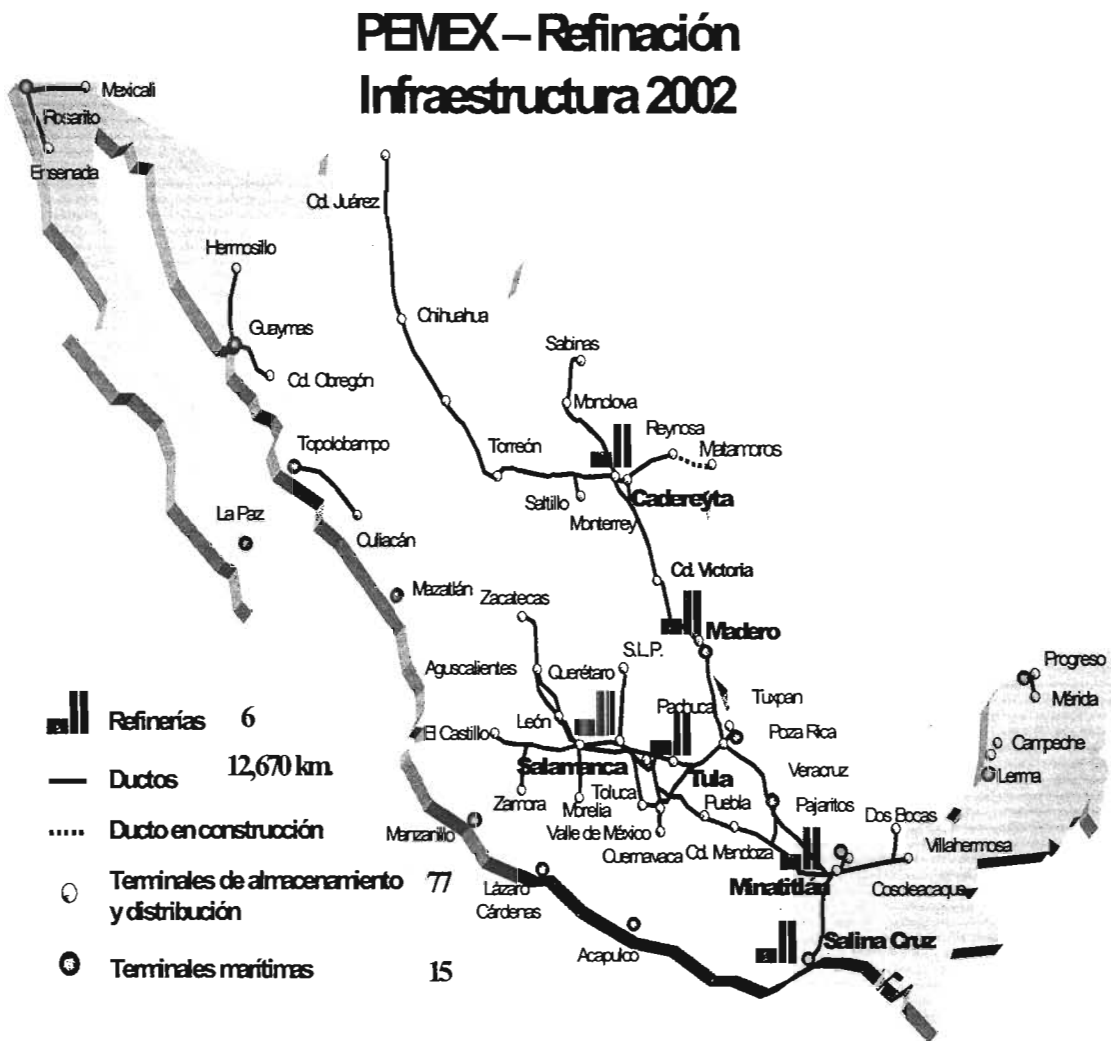 PEMEX – Refinación
Infraestructura 2002
Mexicali
Rosarito
Ensenada
Cd. Juárez
Hermosillo
Guaymas
Chihuahua
Cd. Obregón
Sabinas
Monclova
Reynosa
Matamoros
Topolobampo
Torreón
Saltillo
Cadereyta
Monterrey
La Paz
Culiacán
Cd. Victoria
Mazatlán
Zacatecas
Madero
S.L.P.
Aguscalientes
Querétaro
Progreso
Mérida
Tuxpan
Pachuca
León
El Castillo
Poza Rica
Campeche
Lerma
Salamanca
Tula
Veracruz
Zamora
Morelia
Toluca
Puebla
Pajaritos
Dos Bocas
Valle de México
Manzanillo
Cuernavaca
Cd. Mendoza
Villahermosa
Minatitlán
Cosoleacaque
Lázaro
Cárdenas
Acapulco
Salina Cruz
Refinerías 6
Ductos 12,670 km.
Ducto en construcción
Terminales de almacenamiento 77
y distribución
Terminales marítimas 15